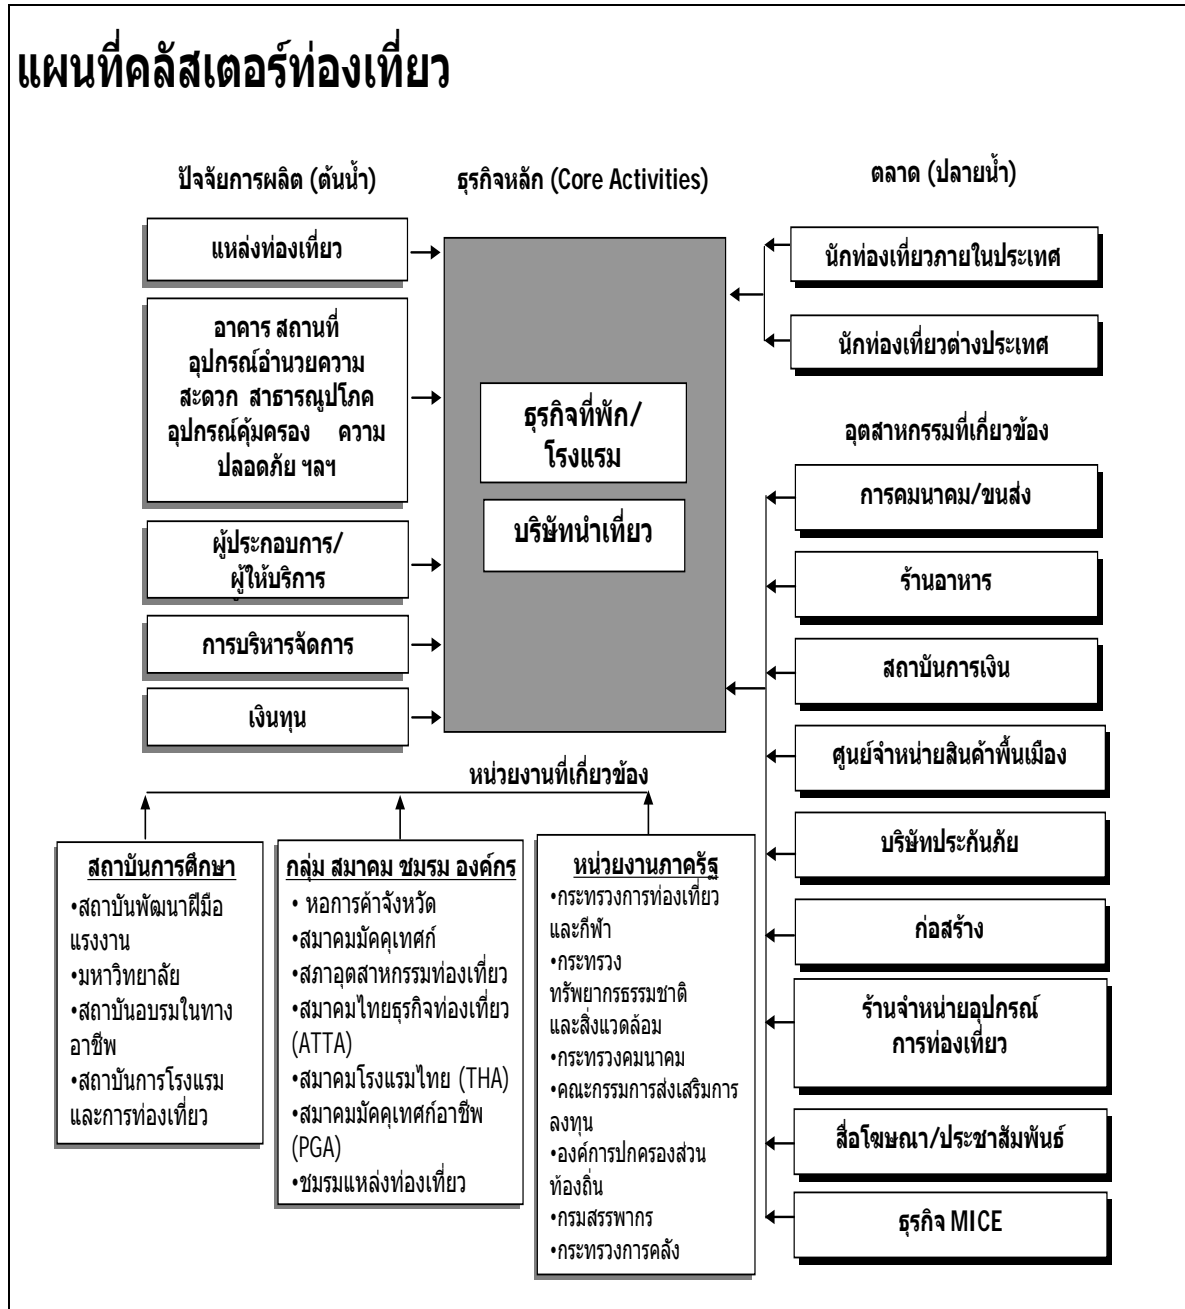 แผนที่คลัสเตอร์ท่องเที่ยว
ปัจจัยการผลิต (ต้นน้ำ)
แหล่งท่องเที่ยว
อาคาร สถานที่
อุปกรณ์อำนวยความ
สะดวก สาธารณูปโภค
อุปกรณ์คุ้มครอง ความ
ปลอดภัย ฯลฯ
ผู้ประกอบการ/
ผู้ให้บริการ
การบริหารจัดการ
เงินทุน
ธุรกิจหลัก (Core Activities)
ธุรกิจที่พัก/
โรงแรม
บริษัทนำเที่ยว
ตลาด (ปลายน้ำ)
นักท่องเที่ยวภายในประเทศ
นักท่องเที่ยวต่างประเทศ
อุตสาหกรรมที่เกี่ยวข้อง
การคมนาคม/ขนส่ง
ร้านอาหาร
สถาบันการเงิน
ศูนย์จำหน่ายสินค้าพื้นเมือง
บริษัทประกันภัย
ก่อสร้าง
ร้านจำหน่ายอุปกรณ์
การท่องเที่ยว
สื่อโฆษณา/ประชาสัมพันธ์
ธุรกิจ MICE
หน่วยงานที่เกี่ยวข้อง
สถาบันการศึกษา
•สถาบันพัฒนาฝีมือ
แรงงาน
•มหาวิทยาลัย
•สถาบันอบรมในทาง
อาชีพ
•สถาบันการโรงแรม
และการท่องเที่ยว
กลุ่ม สมาคม ชมรม องค์กร
• หอการค้าจังหวัด
•สมาคมมัคคุเทศก์
•สภาอุตสาหกรรมท่องเที่ยว
•สมาคมไทยธุรกิจท่องเที่ยว
(ATTA)
•สมาคมโรงแรมไทย (THA)
•สมาคมมัคคุเทศก์อาชีพ
(PGA)
•ชมรมแหล่งท่องเที่ยว
หน่วยงานภาครัฐ
•กระทรวงการท่องเที่ยว
และกีฬา
•กระทรวง
ทรัพยากรธรรมชาติ
และสิ่งแวดล้อม
•กระทรวงคมนาคม
•คณะกรรมการส่งเสริมการ
ลงทุน
•องค์การปกครองส่วน
ท้องถิ่น
•กรมสรรพากร
•กระทรวงการคลัง